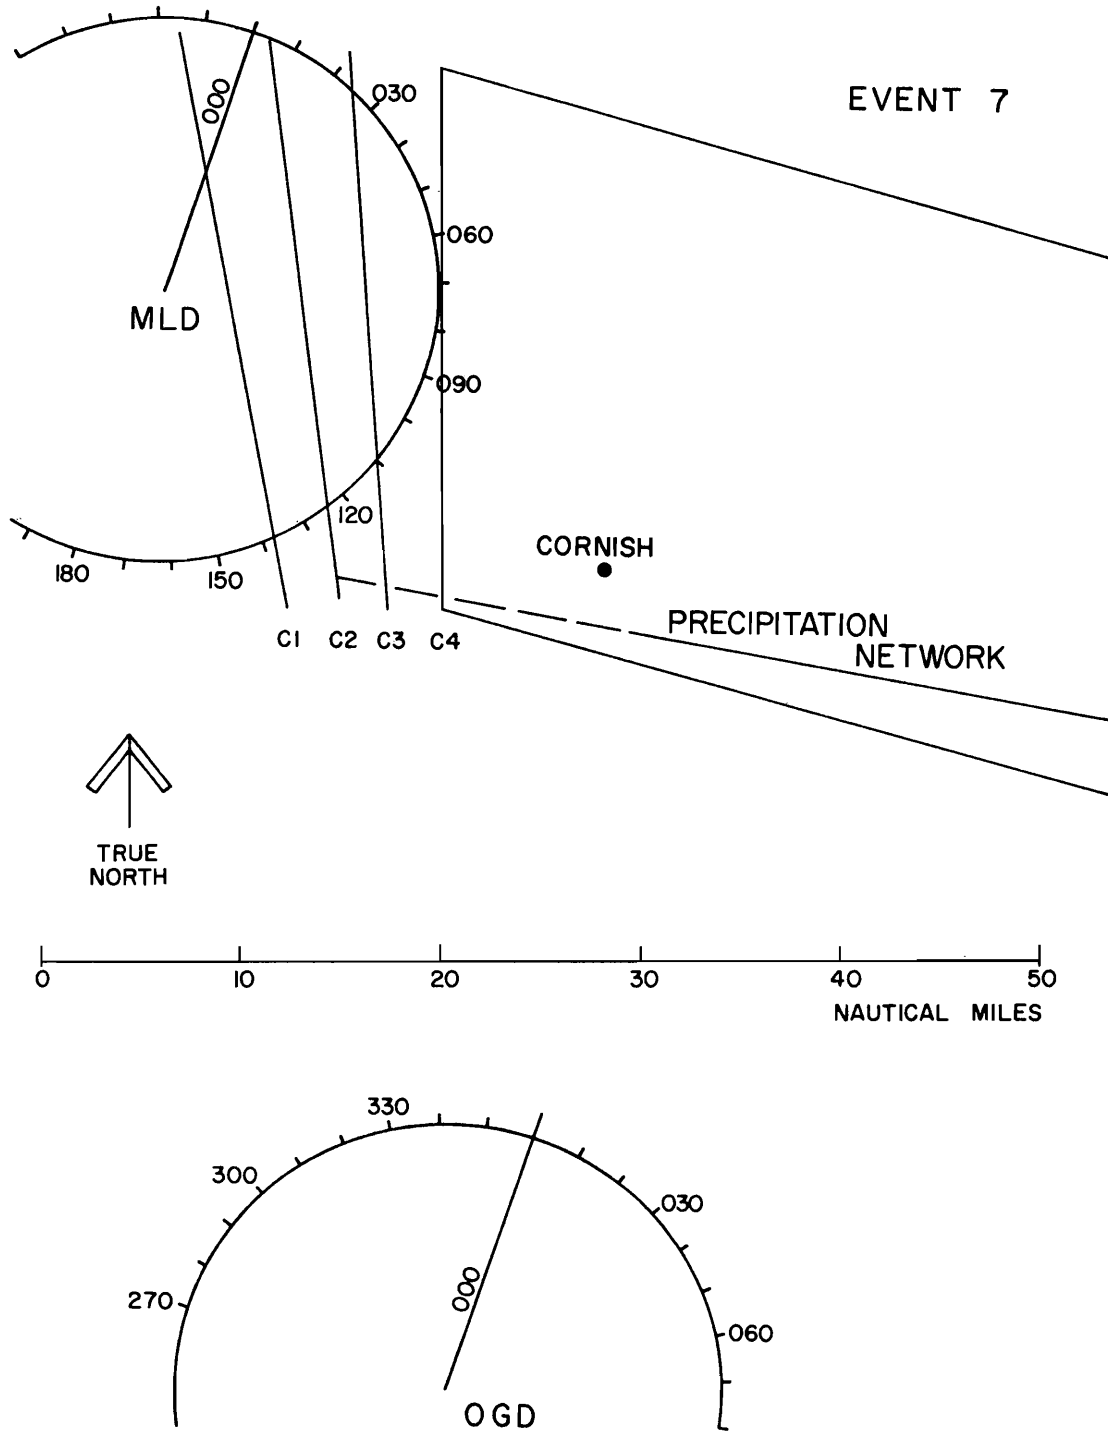 EVENT 7
000
030
060
MLD
090
120
CORNISH
180
150
PRECIPITATION
NETWORK
C1 C2 C3 C4
TRUE
NORTH
0 10 20 30 40 50
NAUTICAL MILES
330
300
030
000
270
060
OGD